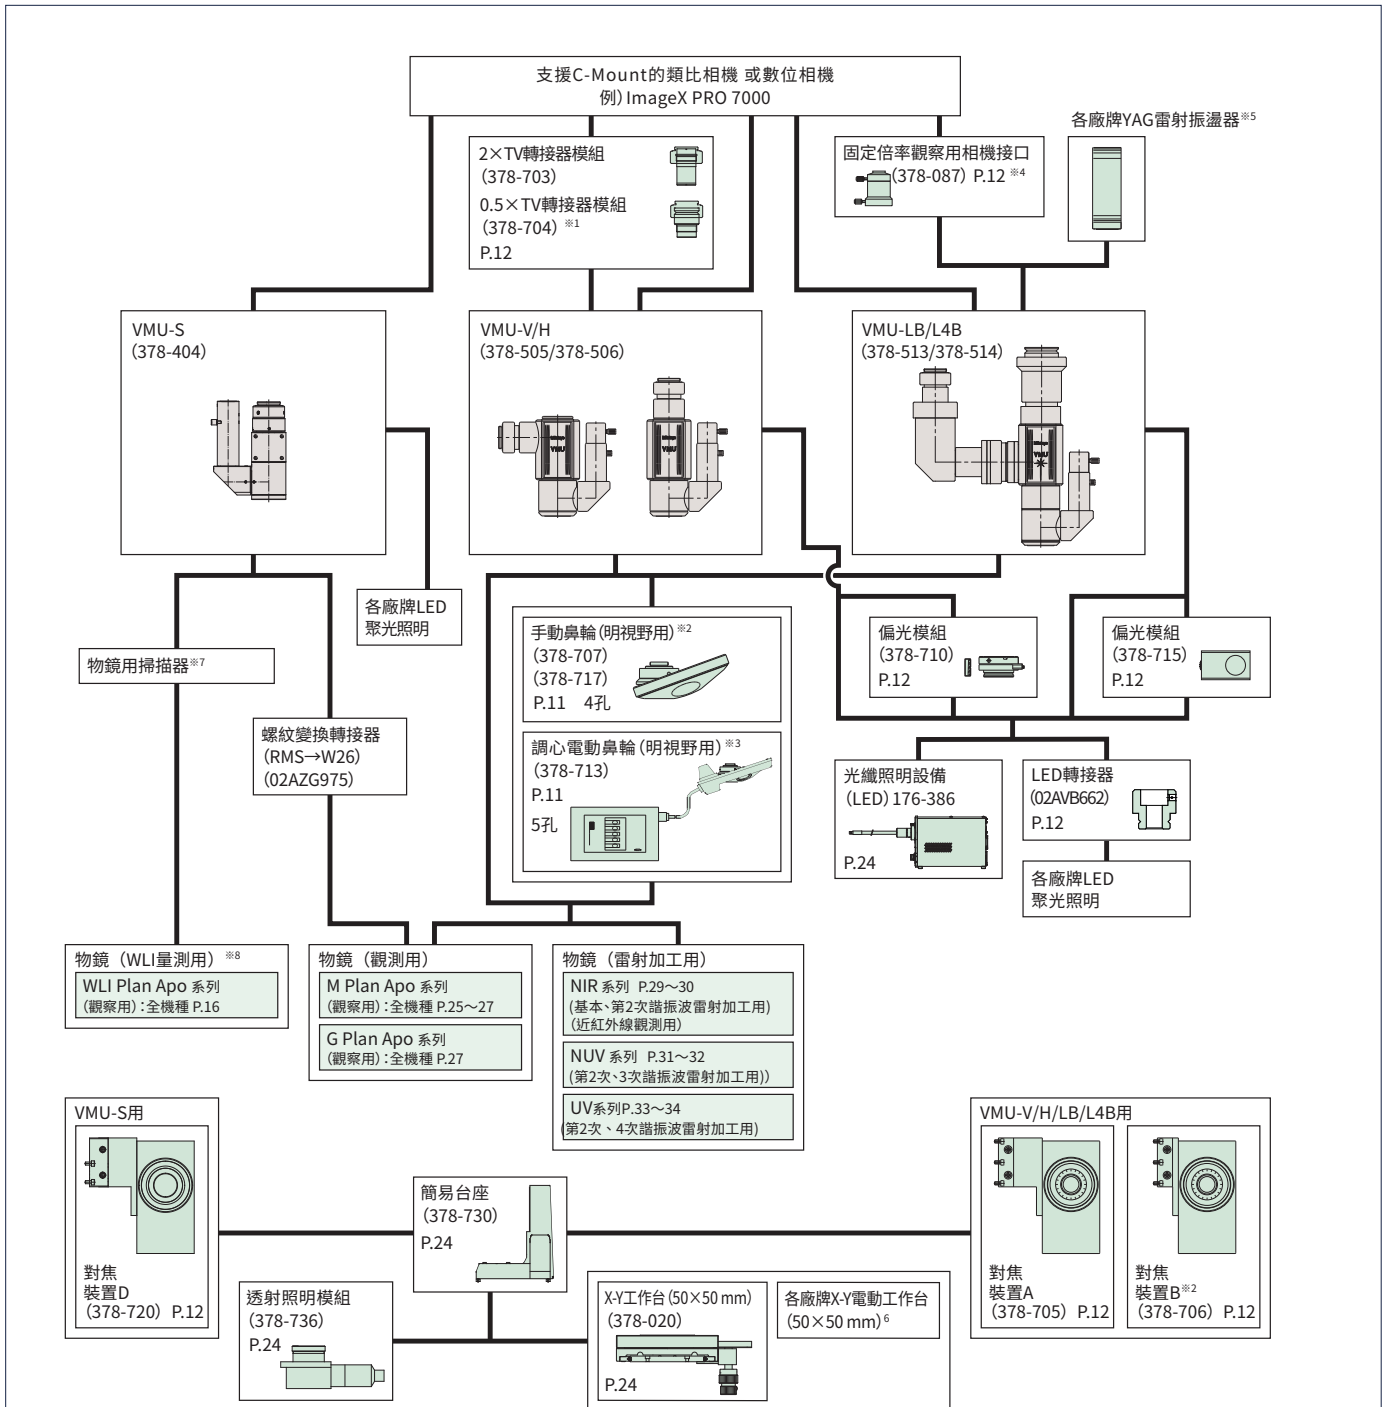 支援C-Mount的類比相機 或數位相機
例）ImageX PRO 7000
各廠牌YAG雷射振盪器※5
2×TV轉接器模組
（378-703）
0.5×TV轉接器模組
（378-704）※1
P.12
固定倍率觀察用相機接口
（378-087）P.12 ※4
VMU-S
（378-404）
VMU-V/H
（378-505/378-506）
VMU-LB/L4B
（378-513/378-514）
各廠牌LED
聚光照明
物鏡用掃描器※7
螺紋變換轉接器
（RMS→W26）
（02AZG975）
手動鼻輪（明視野用）※2
（378-707）
（378-717）
P.11 4孔
調心電動鼻輪（明視野用）※3
（378-713）
P.11
5孔
偏光模組
（378-710）
P.12
偏光模組
（378-715）
P.12
光纖照明設備
（LED）176-386
P.24
LED轉接器
（02AVB662）
P.12
各廠牌LED
聚光照明
物鏡（WLI量測用）※8
WLI Plan Apo 系列
（觀察用）：全機種 P.16
物鏡（觀測用）
M Plan Apo 系列
（觀察用）：全機種 P.25～27
G Plan Apo 系列
（觀察用）：全機種 P.27
物鏡（雷射加工用）
NIR 系列 P.29～30
（基本、第2次諧振波雷射加工用）
（近紅外線觀測用）
NUV 系列 P.31～32
（第2次、3次諧振波雷射加工用））
UV系列P.33～34
（第2次、4次諧振波雷射加工用）
VMU-S用
對焦
裝置D
（378-720）P.12
簡易台座
（378-730）
P.24
VMU-V/H/LB/L4B用
對焦
裝置A
（378-705）P.12
對焦
裝置B※2
（378-706）P.12
透射照明模組
（378-736）
P.24
X-Y工作台（50×50 mm）
（378-020）
P.24
各廠牌X-Y電動工作台
（50×50 mm）6